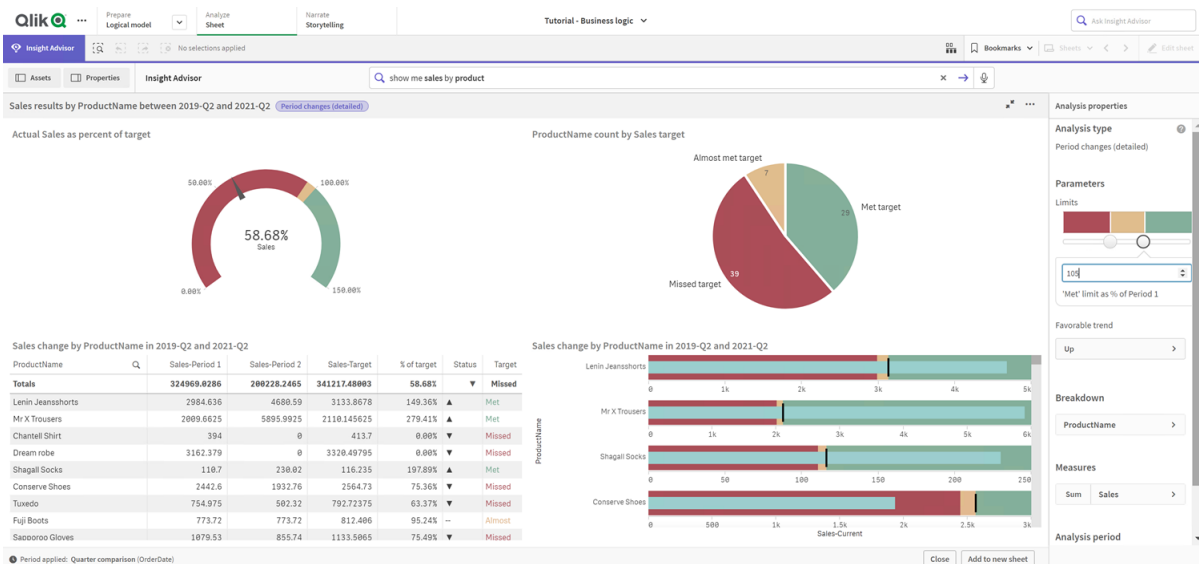 Qlik
Prepare
Logical model
Analyze
Sheet
Narrate
Storytelling
Tutorial - Business logic
Ask Insight Advisor
Insight Advisor
No selections applied
Bookmarks
Sheets
Edit sheet
Assets
Properties
Insight Advisor
show me sales by product
Sales results by ProductName between 2019-Q2 and 2021-Q2
Period changes (detailed)
Actual Sales as percent of target
50.00%
100.00%
58.68%
Sales
0.00%
150.00%
ProductName count by Sales target
Almost met target
7
Met target
29
39
Missed target
Sales change by ProductName in 2019-Q2 and 2021-Q2
ProductName Sales-Period 1 Sales-Period 2 Sales-Target % of target Status Target
Totals 324969.0286 200228.2465 341217.48003 58.68% ▼ Missed
Lenin Jeansshorts 2984.636 4680.59 3133.8678 149.36% ▲ Met
Mr X Trousers 2009.6625 5895.9925 2110.145625 279.41% ▲ Met
Chantell Shirt 394 0 413.7 0.00% ▼ Missed
Dream robe 3162.379 0 3320.49795 0.00% ▼ Missed
Shagall Socks 110.7 230.02 116.235 197.89% ▲ Met
Conserve Shoes 2442.6 1932.76 2564.73 75.36% ▼ Missed
Tuxedo 754.975 502.32 792.72375 63.37% ▼ Missed
Fuji Boots 773.72 773.72 812.406 95.24% -- Almost
Sapporoo Gloves 1079.53 855.74 1133.5065 75.49% ▼ Missed
Sales change by ProductName in 2019-Q2 and 2021-Q2
ProductName
Lenin Jeansshorts
0 1k 2k 3k 4k 5k
Mr X Trousers
0 1k 2k 3k 4k 5k 6k
Shagall Socks
0 50 100 150 200 250
Conserve Shoes
0 500 1k 1.5k 2k 2.5k 3k
Sales-Current
Analysis properties
Analysis type
Period changes (detailed)
Parameters
Limits
105
'Met' limit as % of Period 1
Favorable trend
Up
Breakdown
ProductName
Measures
Sum Sales
Analysis period
Period applied: Quarter comparison (OrderDate)
Close
Add to new sheet